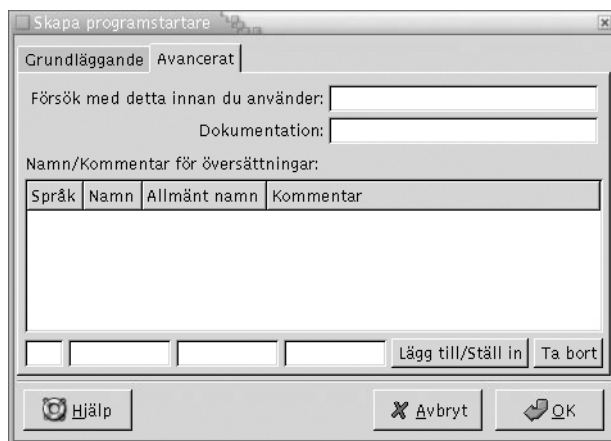 Skapa programstartare
Grundläggande Avancerat
Försök med detta innan du använder:
Dokumentation:
Namn/Kommentar för översättningar:
Språk Namn Allmänt namn Kommentar
Lägg till/Ställ in Ta bort
Hjälp Avbryt OK